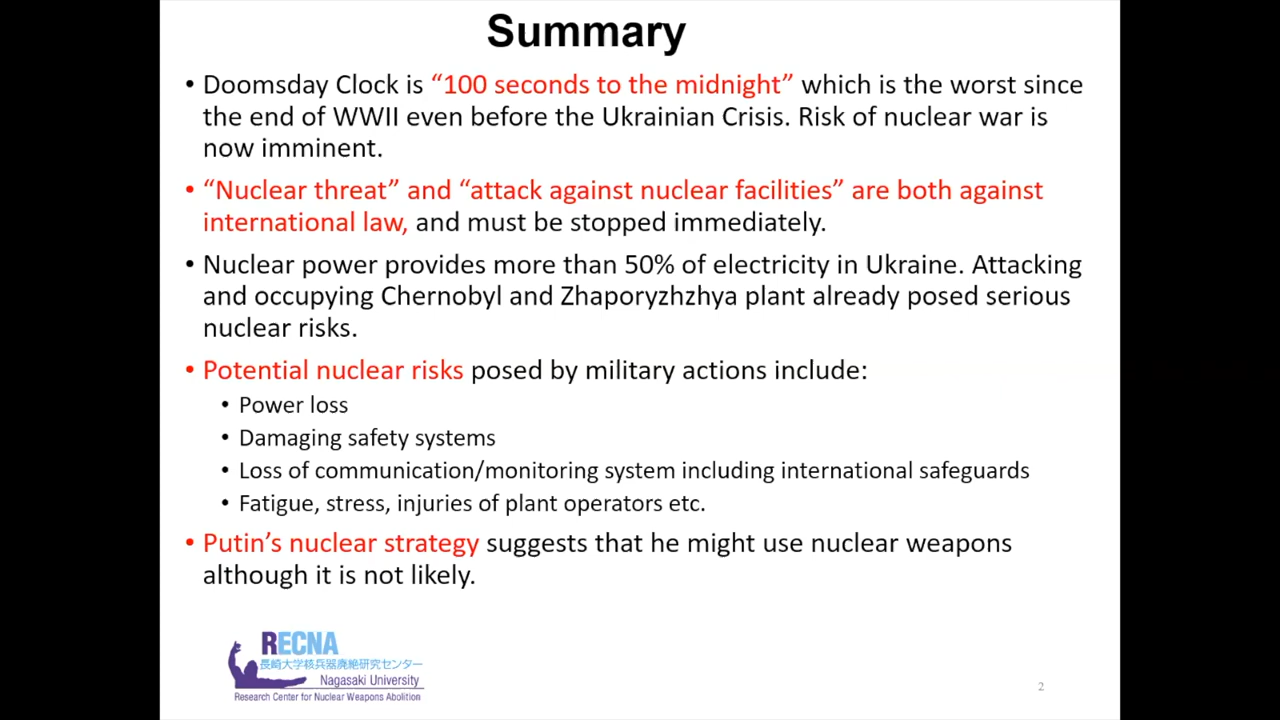 Summary
• Doomsday Clock is “100 seconds to the midnight” which is the worst since
the end of WWII even before the Ukrainian Crisis. Risk of nuclear war is
now imminent.
• “Nuclear threat” and “attack against nuclear facilities” are both against
international law, and must be stopped immediately.
• Nuclear power provides more than 50% of electricity in Ukraine. Attacking
and occupying Chernobyl and Zhaporyzhzhya plant already posed serious
nuclear risks.
• Potential nuclear risks posed by military actions include:
• Power loss
• Damaging safety systems
• Loss of communication/monitoring system including international safeguards
• Fatigue, stress, injuries of plant operators etc.
• Putin’s nuclear strategy suggests that he might use nuclear weapons
although it is not likely.
RECNA
長崎大学核兵器廃絶研究センター
Nagasaki University
Research Center for Nuclear Weapons Abolition
2